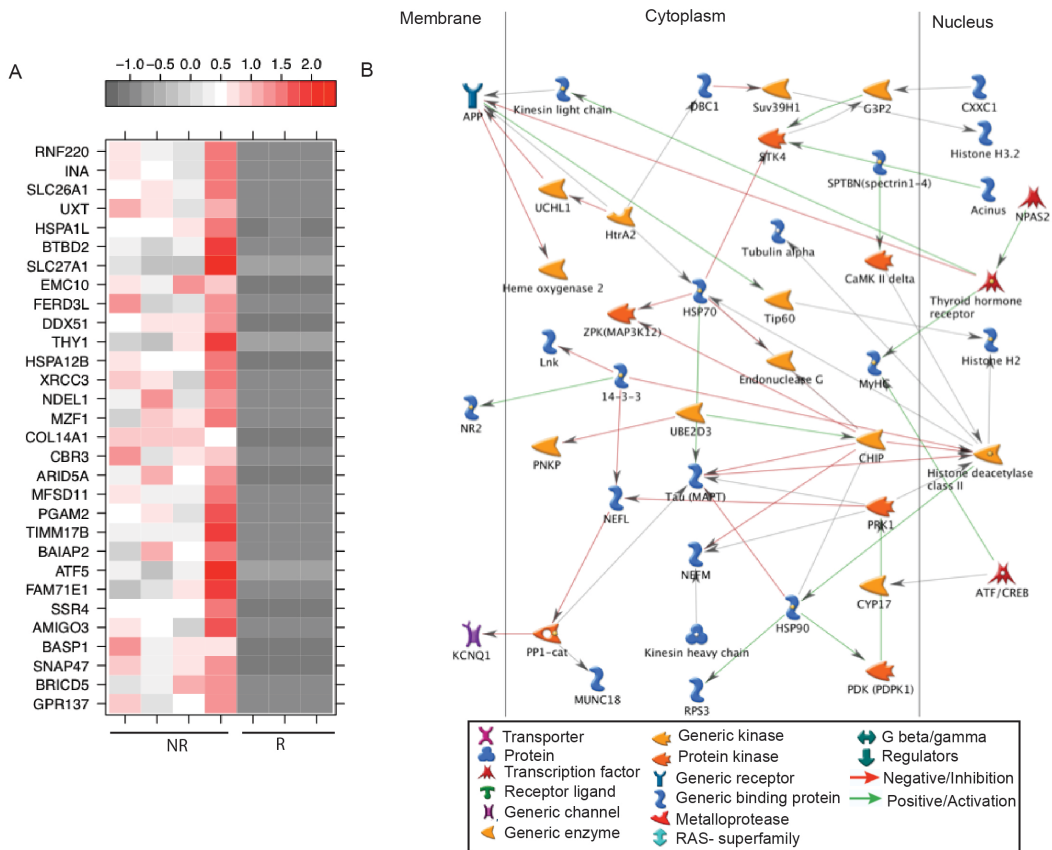 Membrane
Cytoplasm
Nucleus
A
B
−1.0 −0.5 0.0 0.5 1.0 1.5 2.0
RNF220
INA
SLC26A1
UXT
HSPA1L
BTBD2
SLC27A1
EMC10
FERD3L
DDX51
THY1
HSPA12B
XRCC3
NDEL1
MZF1
COL14A1
CBR3
ARID5A
MFSD11
PGAM2
TIMM17B
BAIAP2
ATF5
FAM71E1
SSR4
AMIGO3
BASP1
SNAP47
BRICD5
GPR137
NR
R
APP
Kinesin light chain
DBC1
Suv39H1
G3P2
CXXC1
Histone H3.2
STK4
SPTBN(spectrin1-4)
Acinus
NPAS2
UCHL1
HtrA2
Tubulin alpha
CaMK II delta
Heme oxygenase 2
Thyroid hormone
receptor
HSP70
Tip60
ZPK(MAP3K12)
Histone H2
Lnk
Endonuclease G
MyHC
14-3-3
NR2
UBE2D3
PNKP
CHIP
Histone deacetylase
class II
Tau (MAPT)
NEFL
PRK1
NEFM
CYP17
ATF/CREB
HSP90
KCNQ1
PP1-cat
Kinesin heavy chain
MUNC18
RPS3
PDK (PDPK1)
Transporter
Protein
Transcription factor
Receptor ligand
Generic channel
Generic enzyme
Generic kinase
Protein kinase
Generic receptor
Generic binding protein
Metalloprotease
RAS- superfamily
G beta/gamma
Regulators
Negative/Inhibition
Positive/Activation